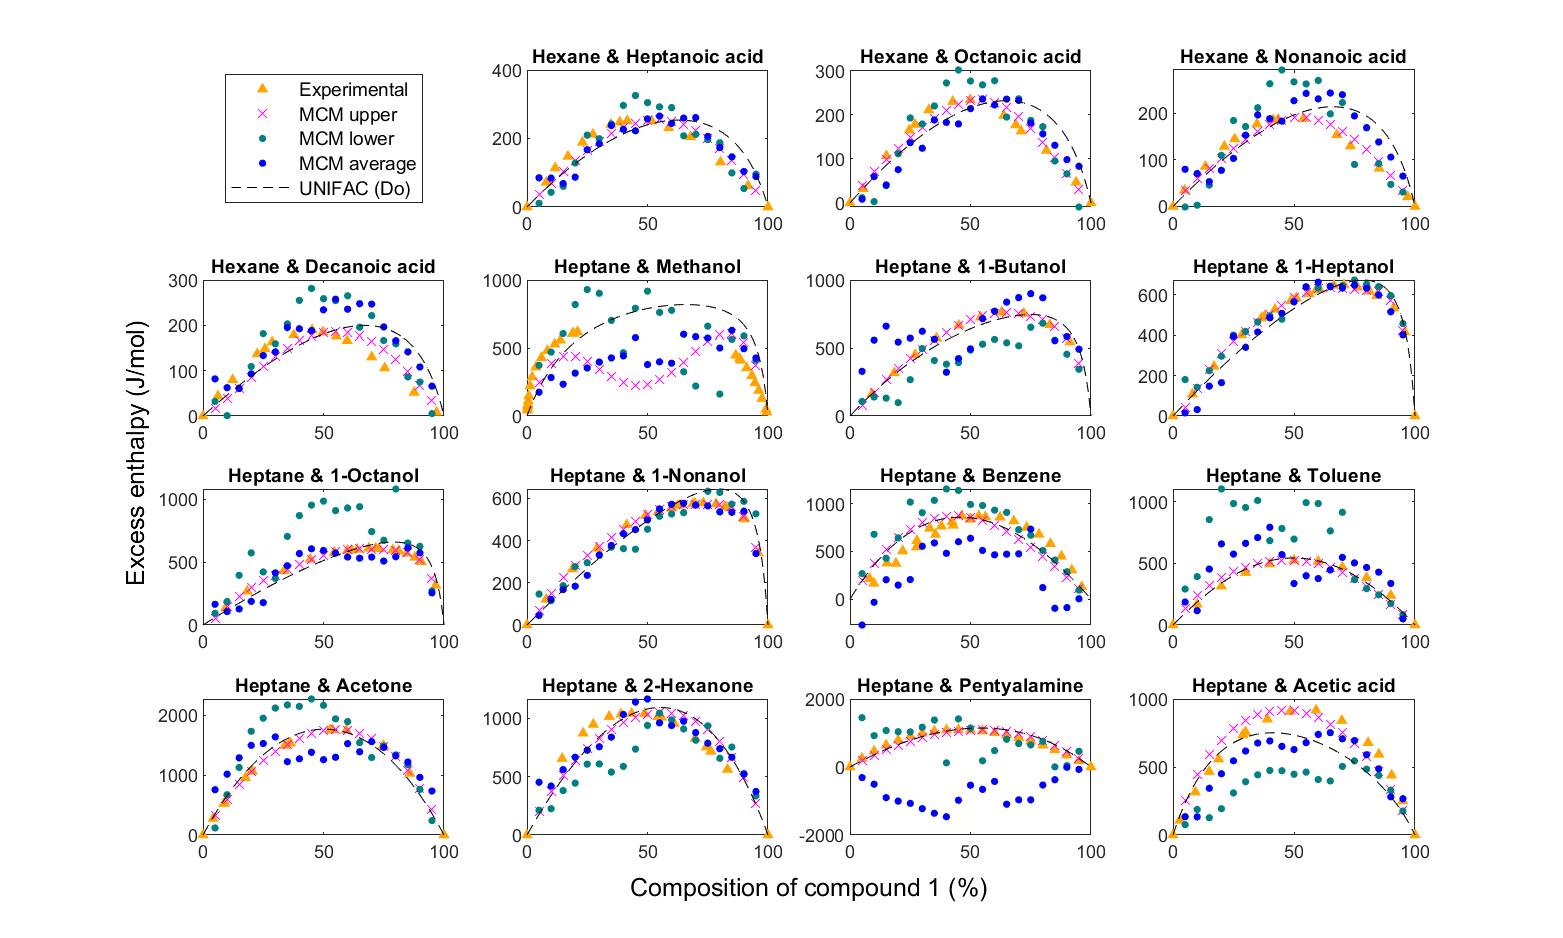 Experimental
MCM upper
MCM lower
MCM average
UNIFAC (Do)
Hexane & Heptanoic acid
400
200
0
0 50 100
Hexane & Octanoic acid
300
200
100
0
0 50 100
Hexane & Nonanoic acid
200
100
0
0 50 100
Excess enthalpy (J/mol)
Hexane & Decanoic acid
300
200
100
0
0 50 100
Heptane & Methanol
1000
500
0
0 50 100
Heptane & 1-Butanol
1000
500
0
0 50 100
Heptane & 1-Heptanol
600
400
200
0
0 50 100
Heptane & 1-Octanol
1000
500
0
0 50 100
Heptane & 1-Nonanol
600
400
200
0
0 50 100
Heptane & Benzene
1000
500
0
0 50 100
Heptane & Toluene
1000
500
0
0 50 100
Heptane & Acetone
2000
1000
0
0 50 100
Heptane & 2-Hexanone
1000
500
0
0 50 100
Heptane & Pentyalamine
2000
0
-2000
0 50 100
Heptane & Acetic acid
1000
500
0
0 50 100
Composition of compound 1 (%)